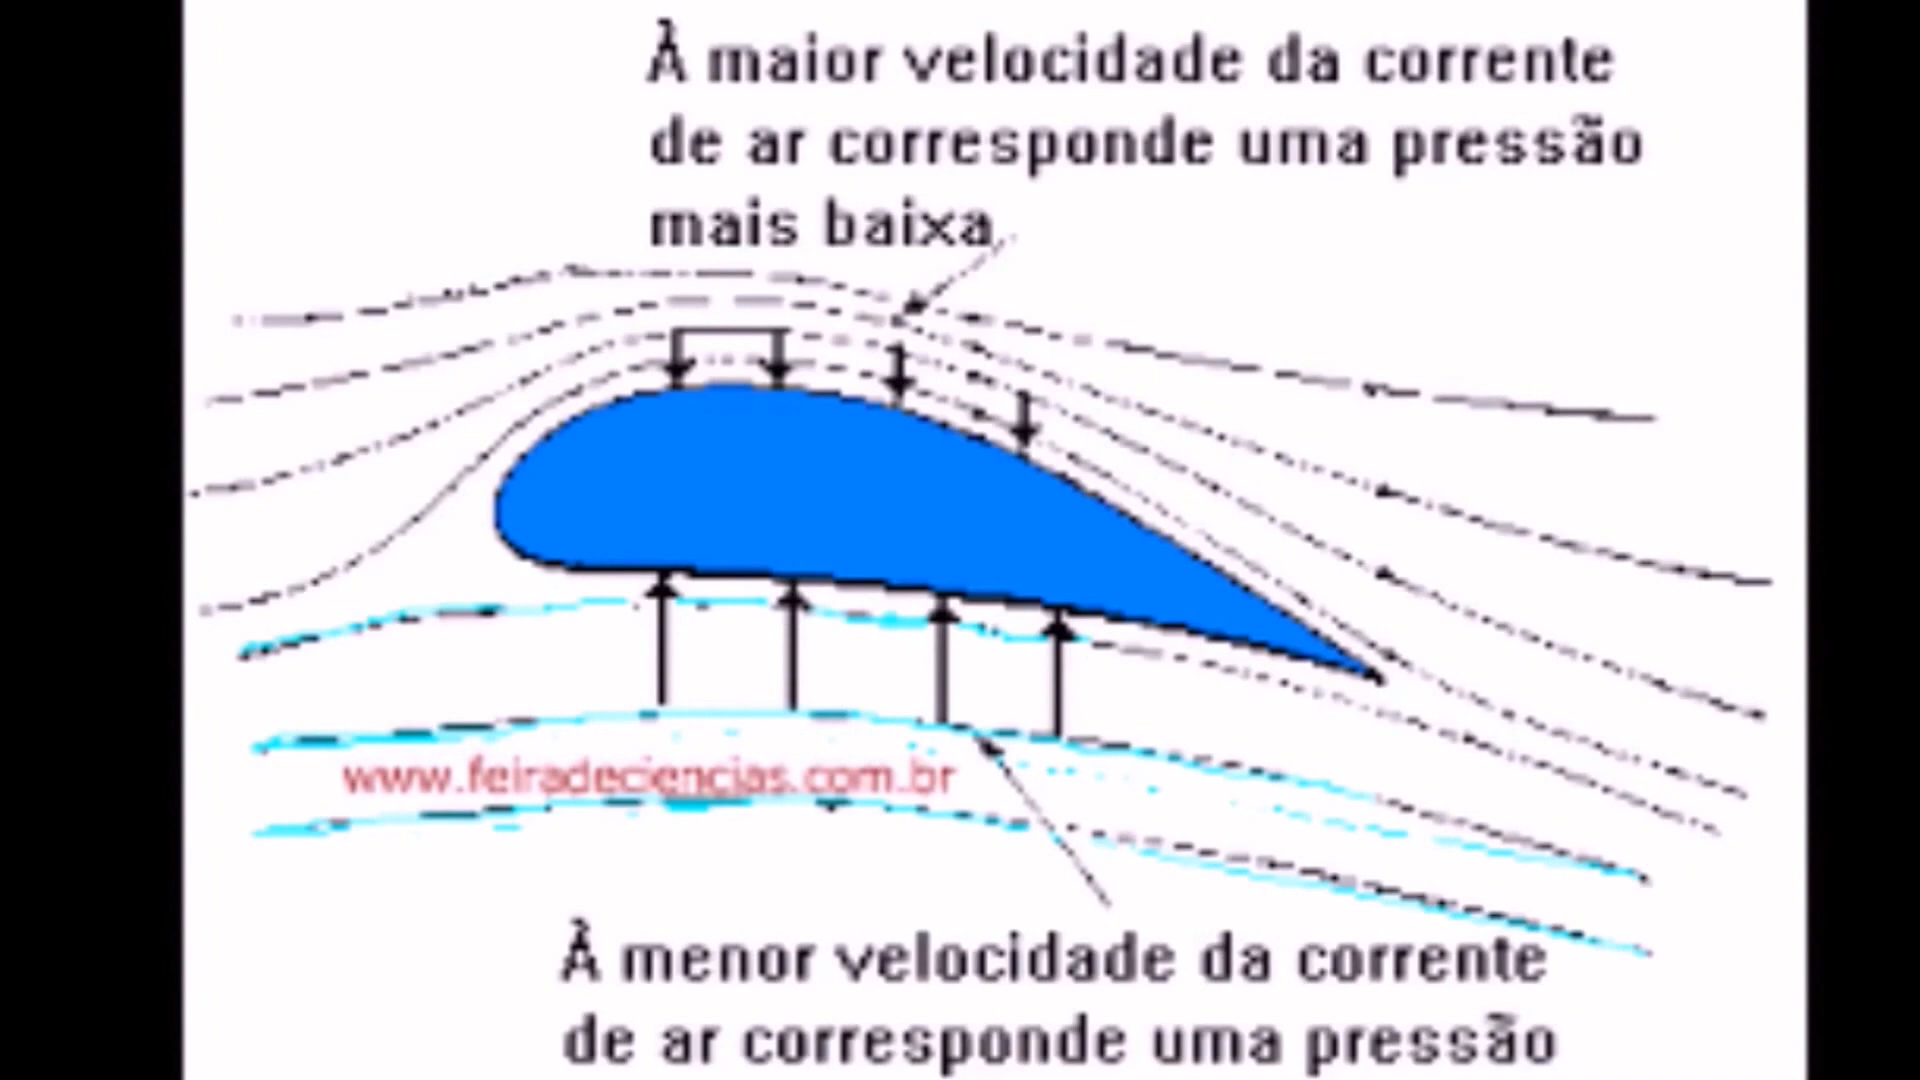 À maior velocidade da corrente
de ar corresponde uma pressão
mais baixa
www.feiradeciencias.com.br
À menor velocidade da corrente
de ar corresponde uma pressão